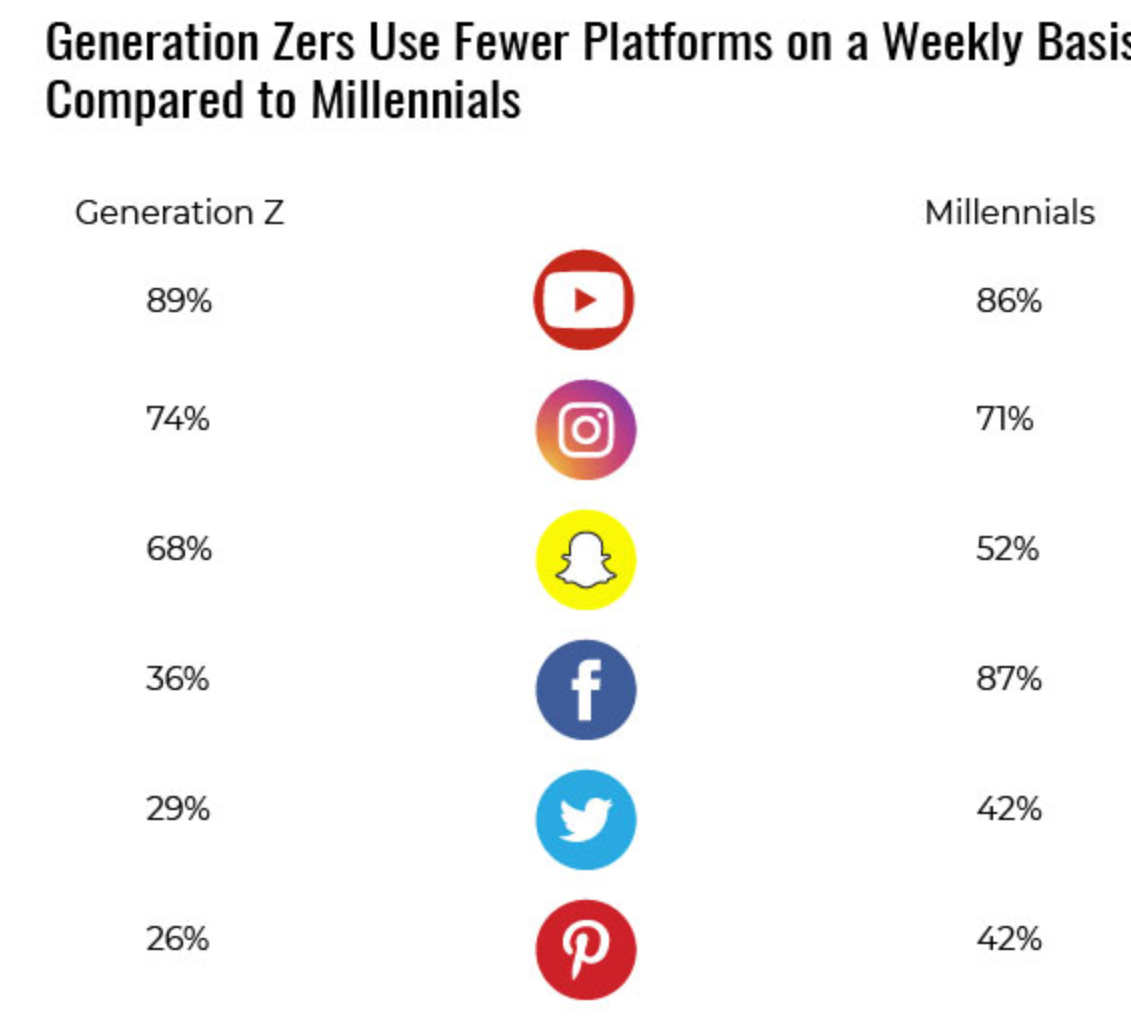 Generation Zers Use Fewer Platforms on a Weekly Basis
Compared to Millennials
Generation Z Millennials
89% 86%
74% 71%
68% 52%
36% 87%
29% 42%
26% 42%